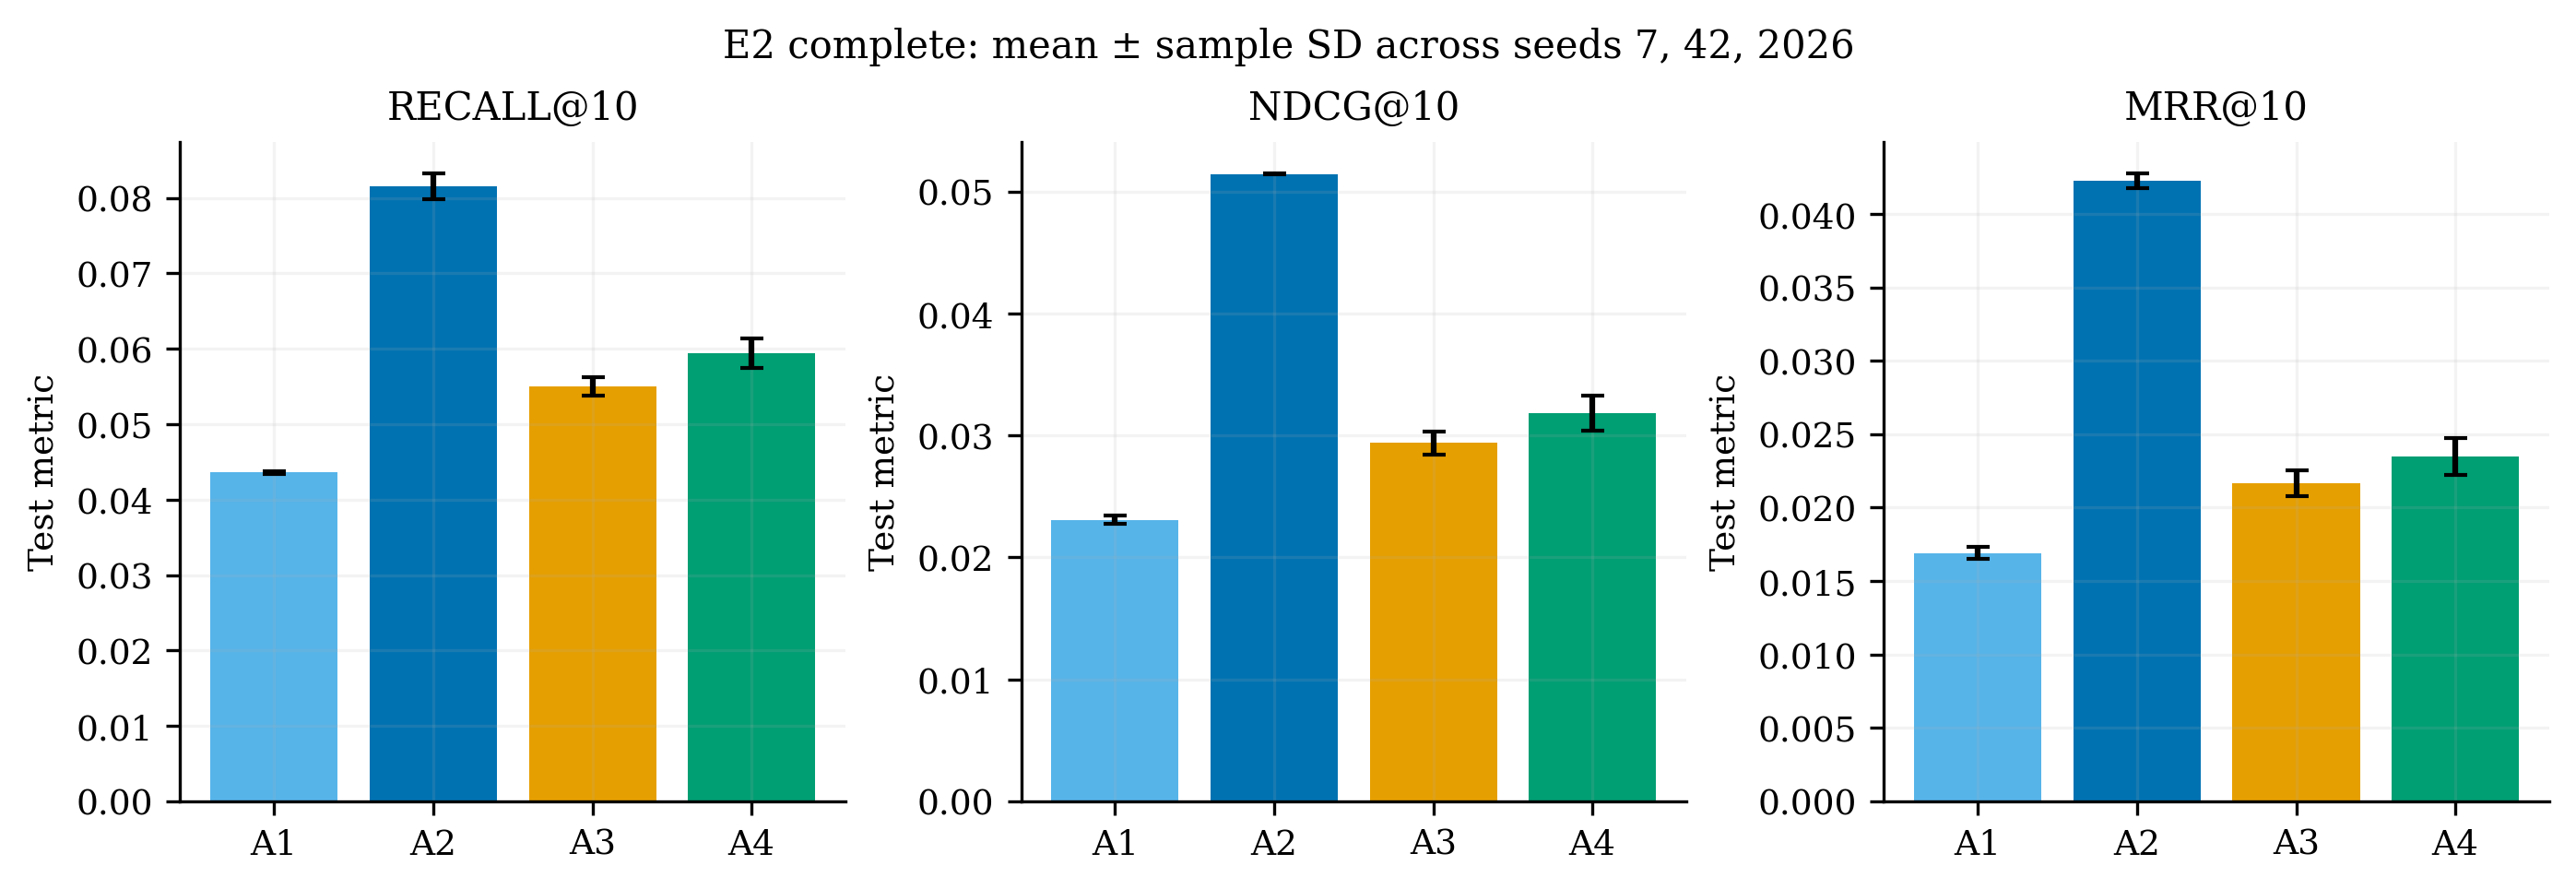 E2 complete: mean ± sample SD across seeds 7, 42, 2026
RECALL@10
Test metric
0.08
0.07
0.06
0.05
0.04
0.03
0.02
0.01
0.00
A1 A2 A3 A4
NDCG@10
Test metric
0.05
0.04
0.03
0.02
0.01
0.00
A1 A2 A3 A4
MRR@10
Test metric
0.040
0.035
0.030
0.025
0.020
0.015
0.010
0.005
0.000
A1 A2 A3 A4